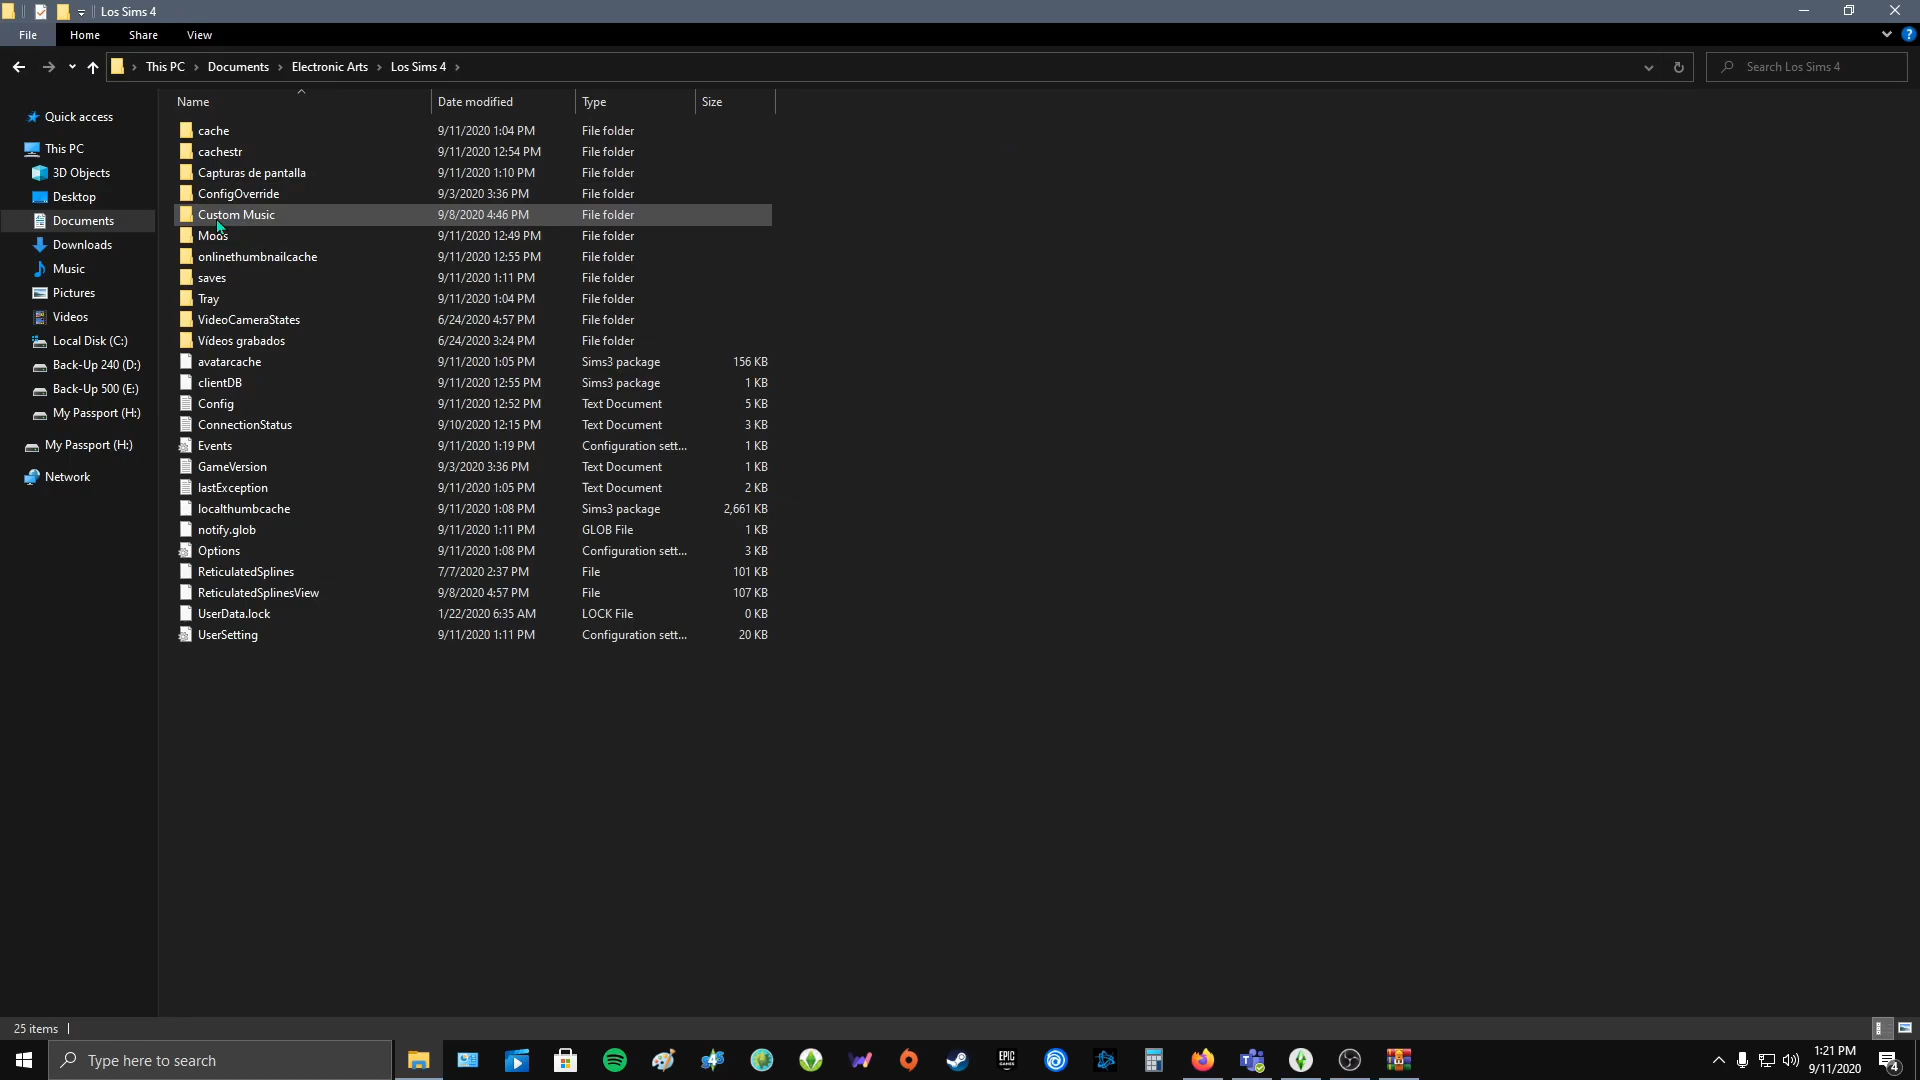 Los Sims 4
File Home Share View
This PC Documents Electronic Arts Los Sims 4 Search Los Sims 4
Name Date modified Type Size
Quick access
This PC
3D Objects
Desktop
Documents
Downloads
Music
Pictures
Videos
Local Disk (C:)
Back-Up 240 (D:)
Back-Up 500 (E:)
My Passport (H:)
My Passport (H:)
Network
cache 9/11/2020 1:04 PM File folder
cachestr 9/11/2020 12:54 PM File folder
Capturas de pantalla 9/11/2020 1:10 PM File folder
ConfigOverride 9/3/2020 3:36 PM File folder
Custom Music 9/8/2020 4:46 PM File folder
Mods 9/11/2020 12:49 PM File folder
onlinethumbnailcache 9/11/2020 12:55 PM File folder
saves 9/11/2020 1:11 PM File folder
Tray 9/11/2020 1:04 PM File folder
VideoCameraStates 6/24/2020 4:57 PM File folder
Vídeos grabados 6/24/2020 3:24 PM File folder
avatarcache 9/11/2020 1:05 PM Sims3 package 156 KB
clientDB 9/11/2020 12:55 PM Sims3 package 1 KB
Config 9/11/2020 12:52 PM Text Document 5 KB
ConnectionStatus 9/10/2020 12:15 PM Text Document 3 KB
Events 9/11/2020 1:19 PM Configuration sett... 1 KB
GameVersion 9/3/2020 3:36 PM Text Document 1 KB
lastException 9/11/2020 1:05 PM Text Document 2 KB
localthumbcache 9/11/2020 1:08 PM Sims3 package 2,661 KB
notify.glob 9/11/2020 1:11 PM GLOB File 1 KB
Options 9/11/2020 1:08 PM Configuration sett... 3 KB
ReticulatedSplines 7/7/2020 2:37 PM File 101 KB
ReticulatedSplinesView 9/8/2020 4:57 PM File 107 KB
UserData.lock 1/22/2020 6:35 AM LOCK File 0 KB
UserSetting 9/11/2020 1:11 PM Configuration sett... 20 KB
25 items
Type here to search
EPIC
GAMES
1:21 PM
9/11/2020
4